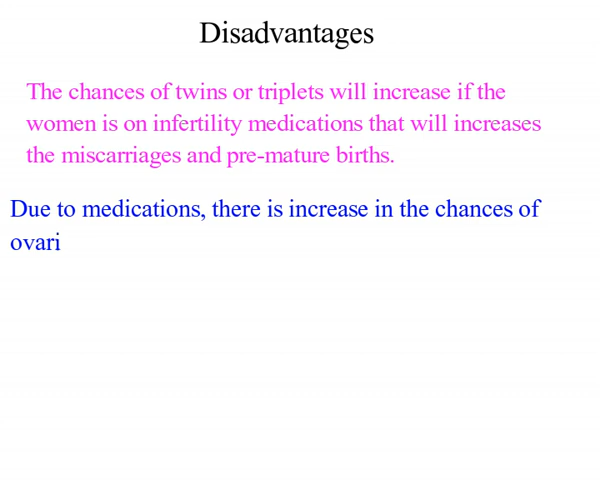 Disadvantages
The chances of twins or triplets will increase if the
women is on infertility medications that will increases
the miscarriages and pre-mature births.
Due to medications, there is increase in the chances of
ovari